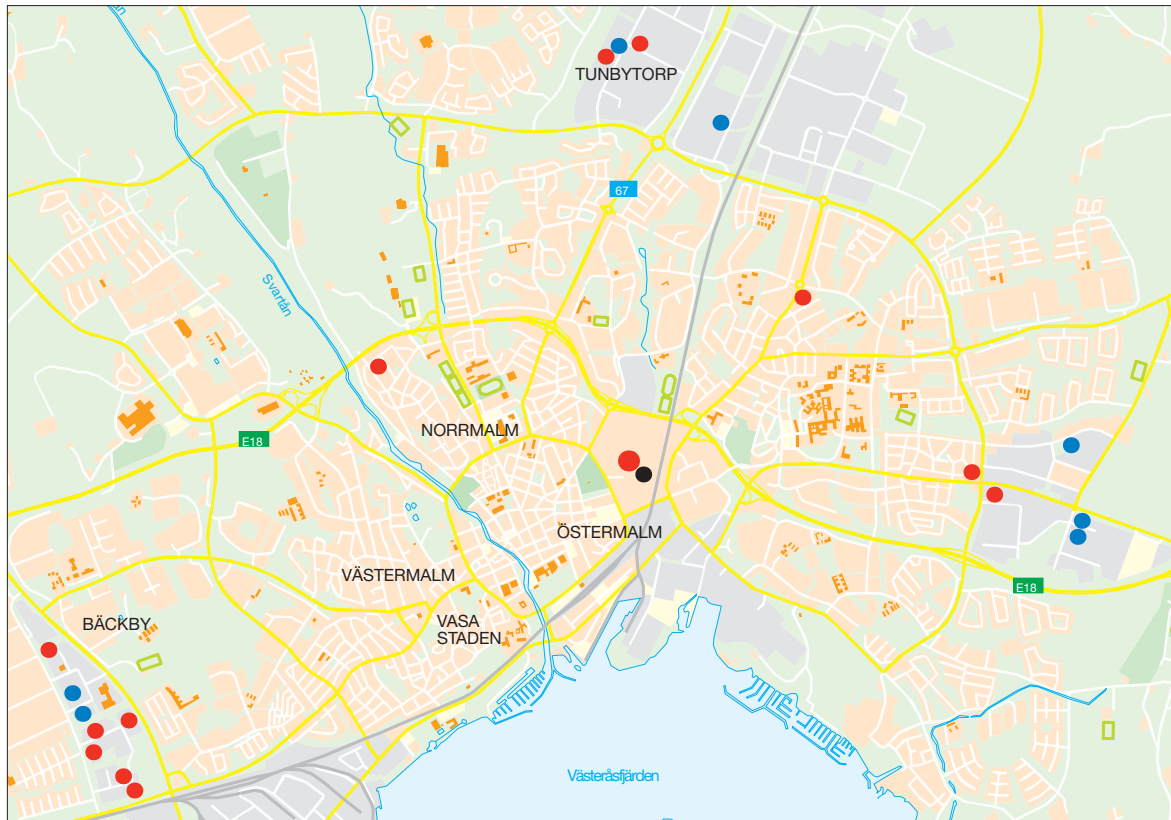 TUNBYTORP
67
Svartån
NORRMALM
E18
ÖSTERMALM
VÄSTERMALM
E18
BÄCKBY
VASA
STADEN
Västeråsfjärden